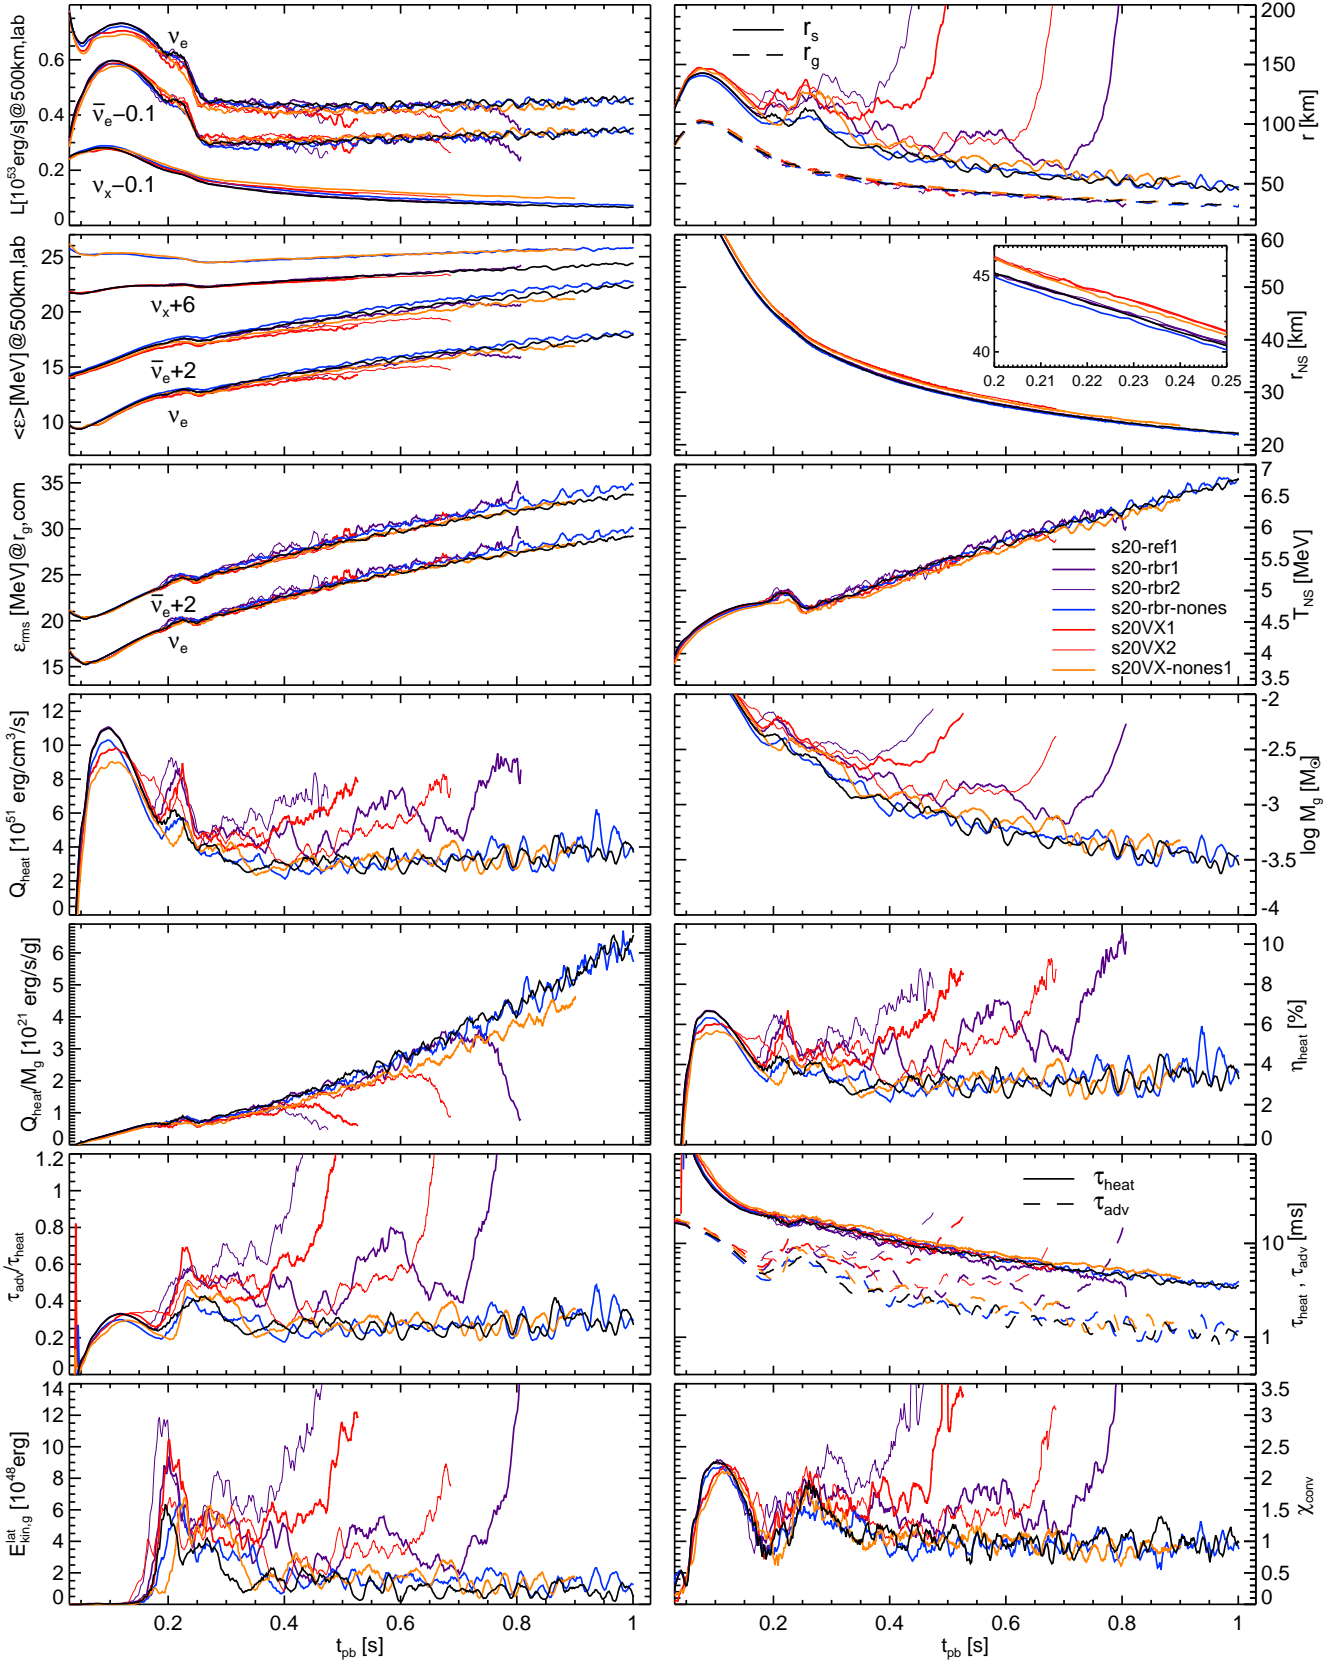 L[10^53 erg/s]@500km,lab
0.6
0.4
0.2
0
ν_e
ν̄_e−0.1
ν_x−0.1
r_s
r_g
200
150
100
50
r [km]
<ε>[MeV]@500km,lab
25
20
15
10
ν_x+6
ν̄_e+2
ν_e
45
40
0.2 0.21 0.22 0.23 0.24 0.25
60
50
40
30
20
r_NS [km]
ε_rms [MeV]@r_g,com
35
30
25
20
15
ν̄_e+2
ν_e
s20-ref1
s20-rbr1
s20-rbr2
s20-rbr-nones
s20VX1
s20VX2
s20VX-nones1
7
6.5
6
5.5
5
4.5
4
3.5
T_NS [MeV]
Q_heat [10^51 erg/cm^3/s]
12
10
8
6
4
2
0
-2
-2.5
-3
-3.5
-4
log M_g [M_⊙]
Q_heat/M_g [10^21 erg/s/g]
6
5
4
3
2
1
0
10
8
6
4
2
0
η_heat [%]
τ_adv/τ_heat
1.2
1
0.8
0.6
0.4
0.2
0
τ_heat
τ_adv
10
1
τ_heat , τ_adv [ms]
E^lat_kin,g [10^48 erg]
14
12
10
8
6
4
2
0
3.5
3
2.5
2
1.5
1
0.5
0
χ_conv
0.2 0.4 0.6 0.8 1
t_pb [s]
0.2 0.4 0.6 0.8 1
t_pb [s]